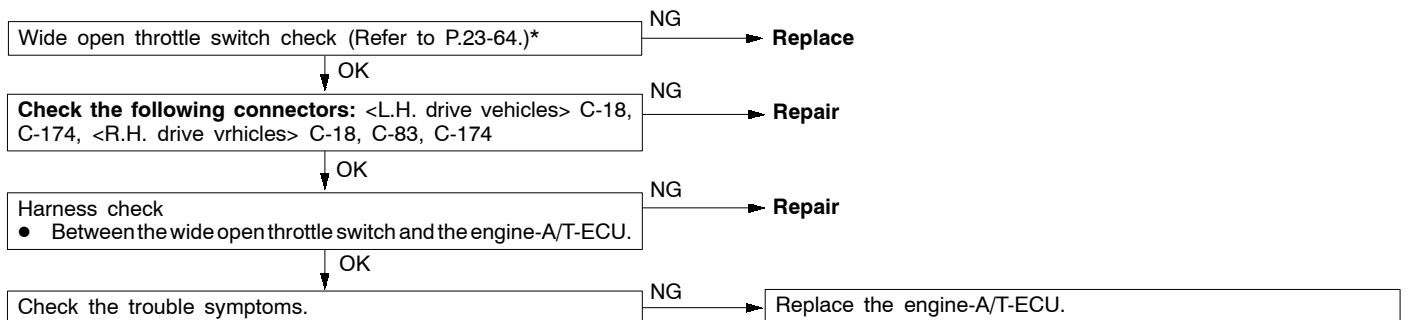 NG
Wide open throttle switch check (Refer to P.23-64.)*
Replace
OK
NG
Check the following connectors: <L.H. drive vehicles> C-18,
C-174, <R.H. drive vrhicles> C-18, C-83, C-174
Repair
OK
NG
Harness check
Repair
● Between the wide open throttle switch and the engine-A/T-ECU.
OK
NG
Check the trouble symptoms.
Replace the engine-A/T-ECU.